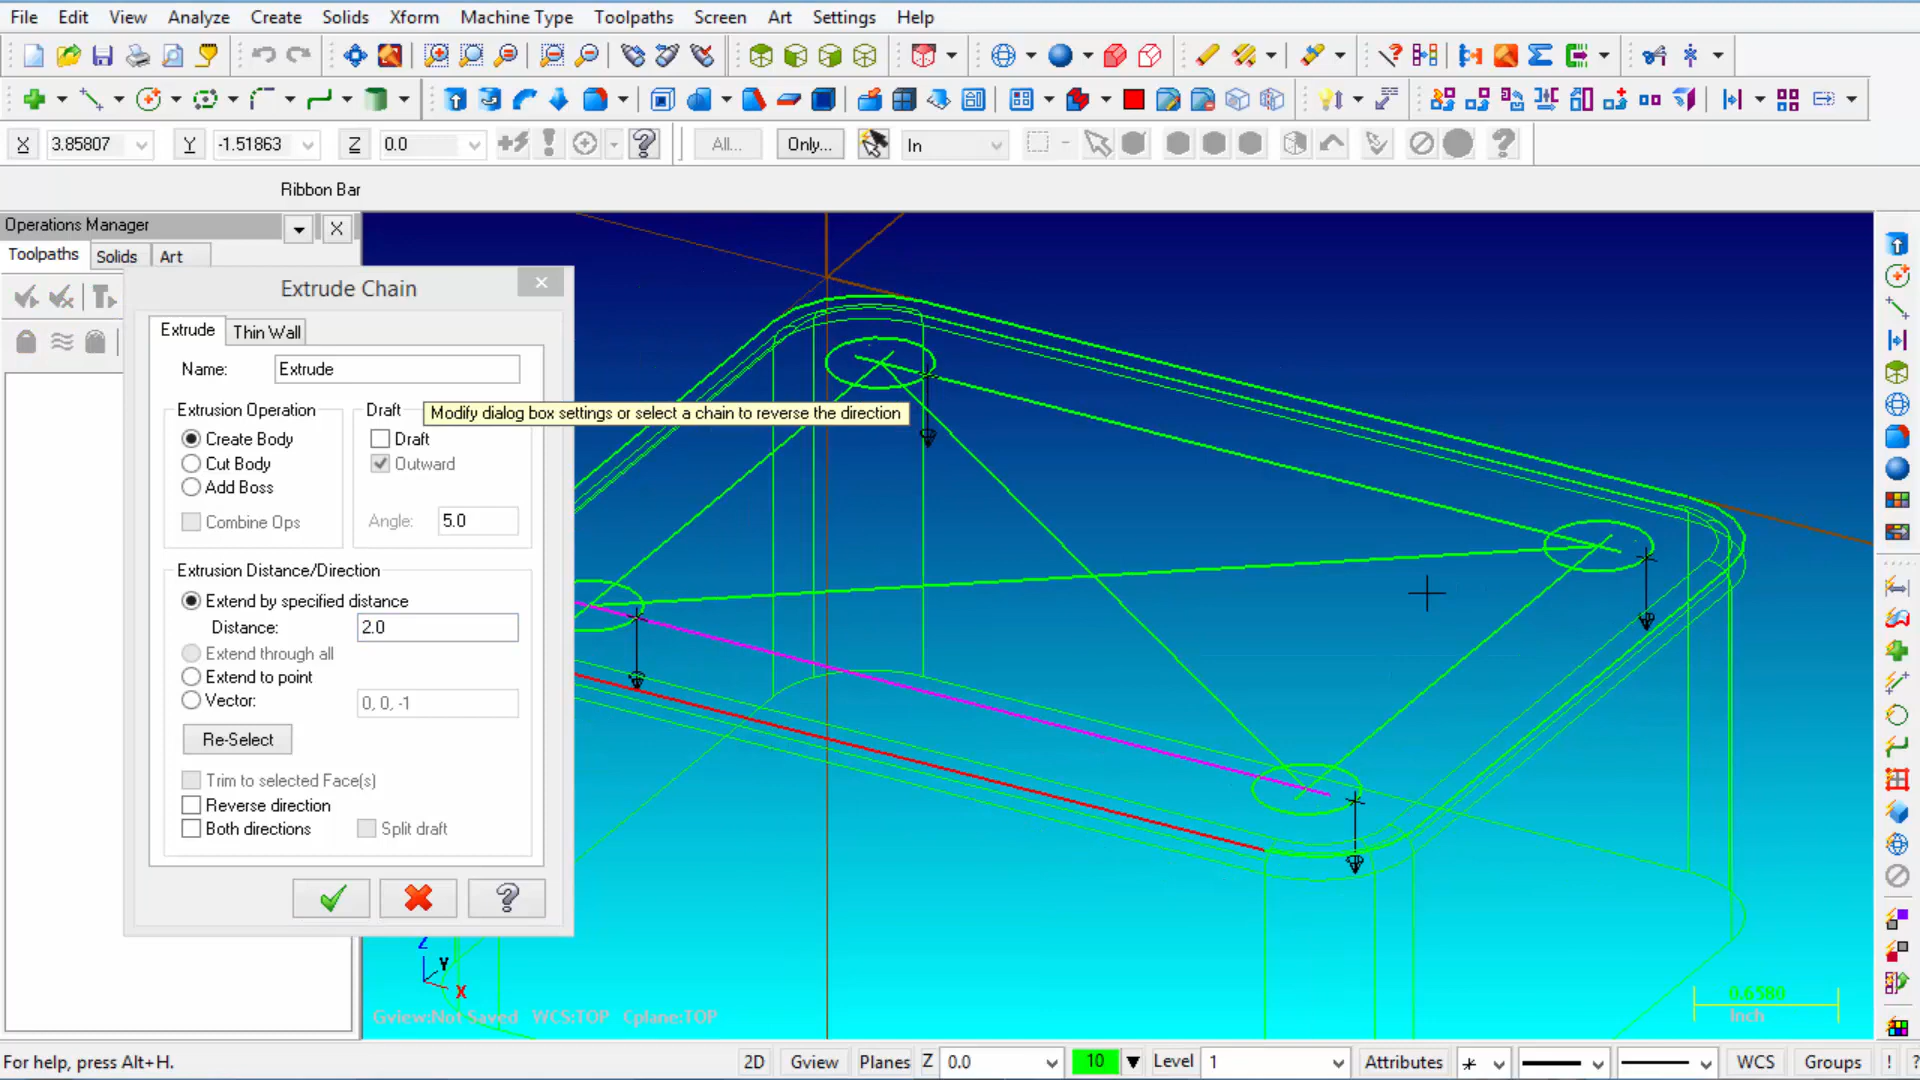 File Edit View Analyze Create Solids Xform Machine Type Toolpaths Screen Art Settings Help
X 3.85807 Y -1.51863 Z 0.0 All... Only... In
Ribbon Bar
Operations Manager X
Toolpaths Solids Art
Extrude Chain
Extrude Thin Wall
Name: Extrude
Extrusion Operation Draft
Modify dialog box settings or select a chain to reverse the direction
Create Body Draft
Cut Body Outward
Add Boss
Combine Ops Angle: 5.0
Extrusion Distance/Direction
Extend by specified distance
Distance: 2.0
Extend through all
Extend to point
Vector: 0, 0, -1
Re-Select
Trim to selected Face(s)
Reverse direction
Both directions Split draft
Z
Y
X
0.6580
Inch
Gview:Not Saved WCS:TOP Cplane:TOP
For help, press Alt+H. 2D Gview Planes Z 0.0 10 Level 1 Attributes WCS Groups ! ?